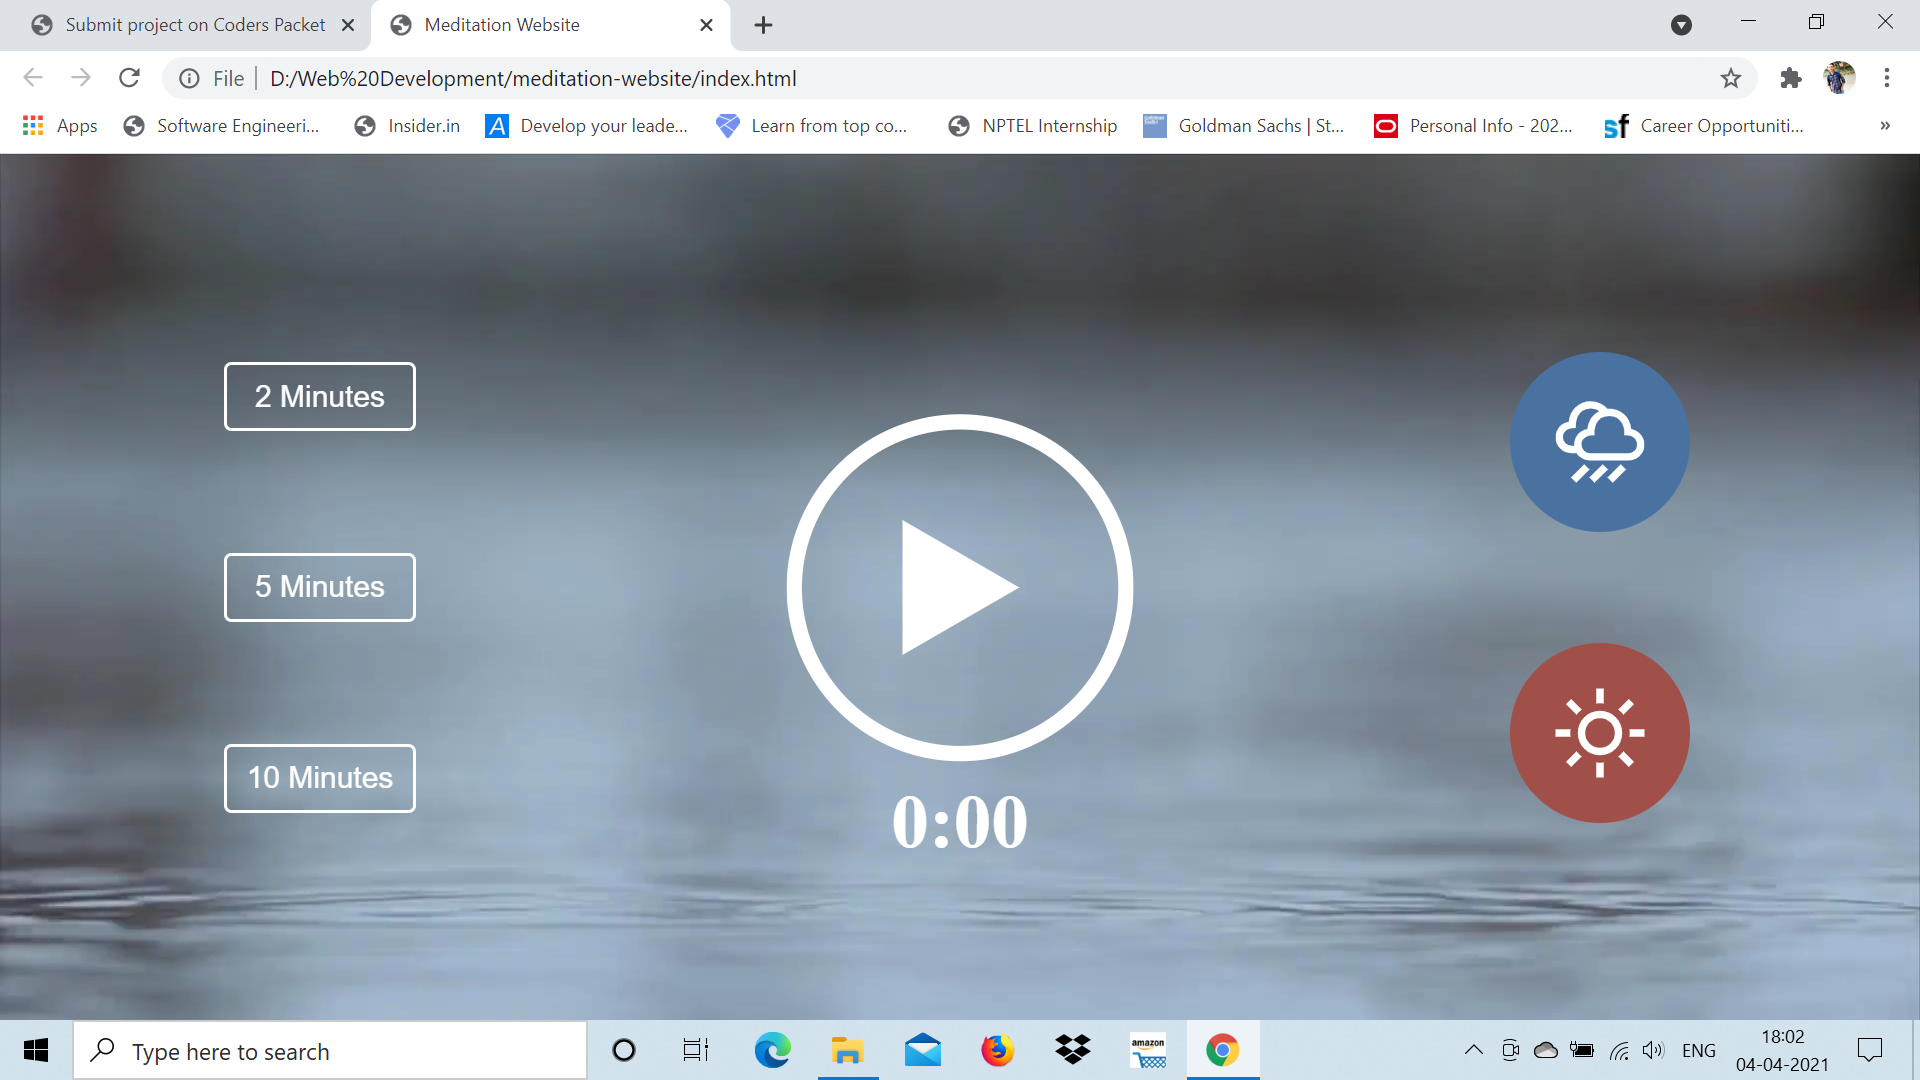 Submit project on Coders Packet
Meditation Website
File
D:/Web%20Development/meditation-website/index.html
Apps
Software Engineeri...
Insider.in
Develop your leade...
Learn from top co...
NPTEL Internship
Goldman Sachs | St...
Personal Info - 202...
Career Opportuniti...
»
2 Minutes
5 Minutes
10 Minutes
0:00
Type here to search
amazon
ENG
18:02
04-04-2021